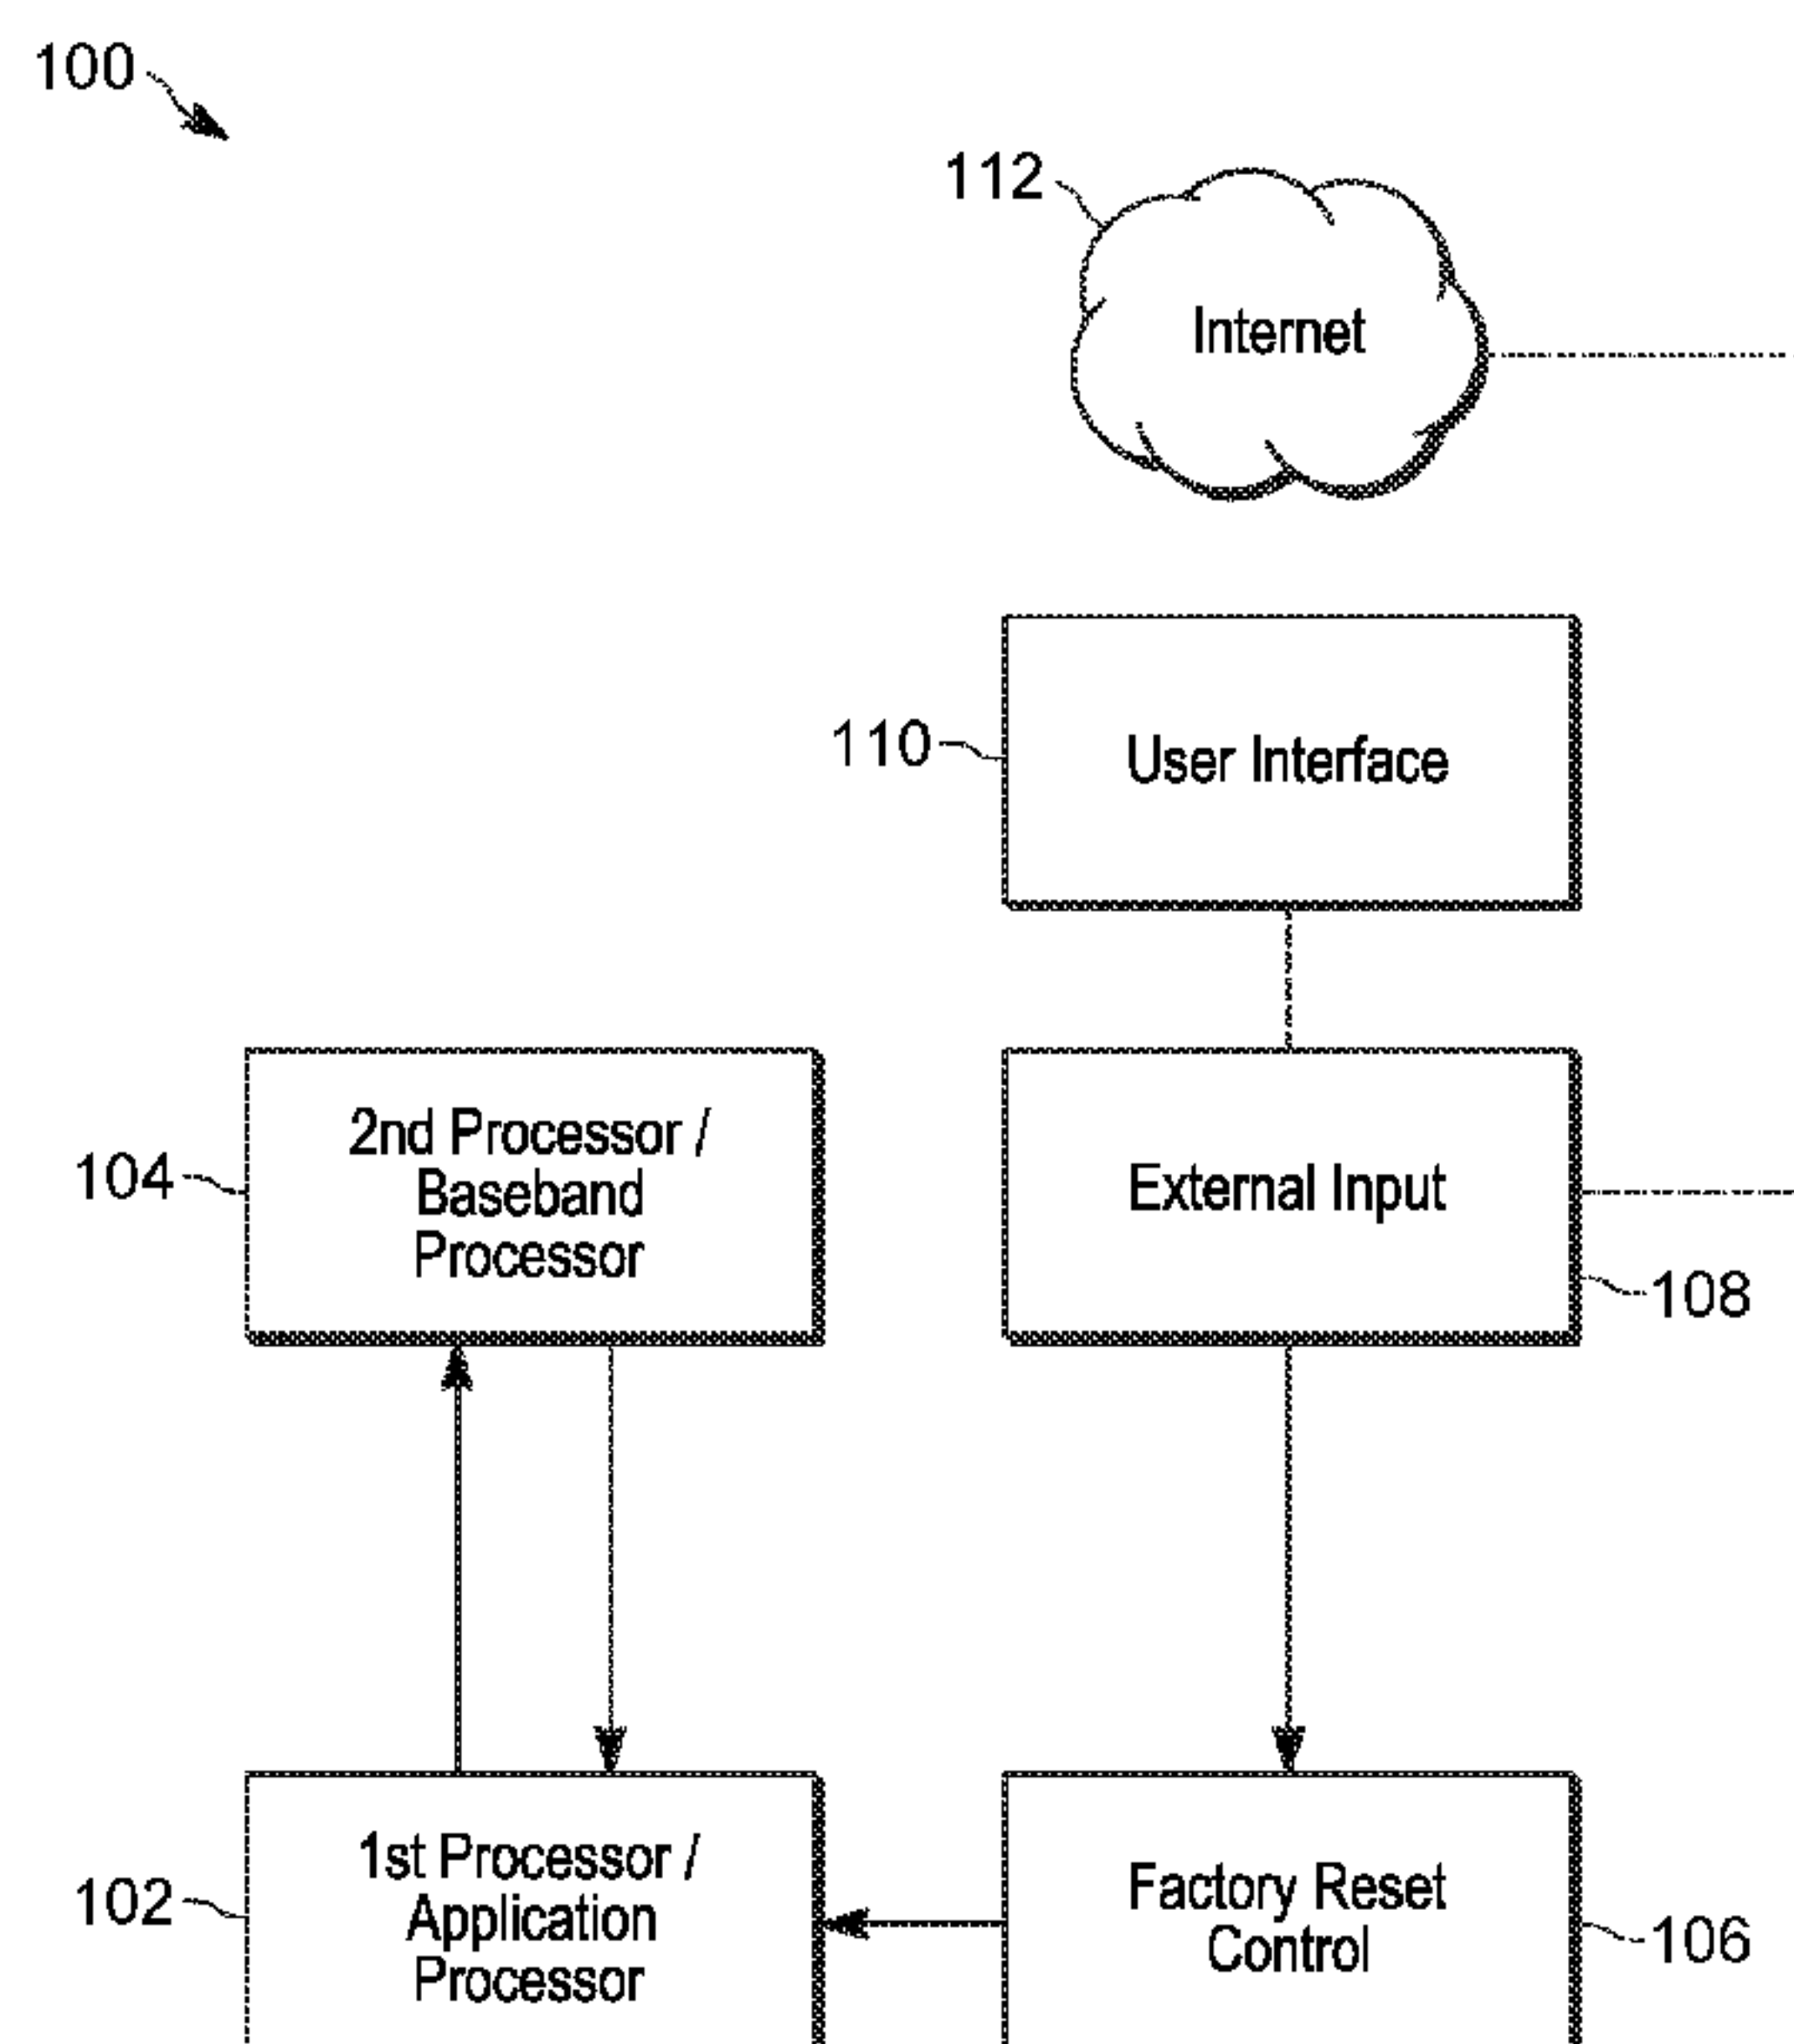 100
112
Internet
110
User Interface
104
2nd Processor /
Baseband
Processor
External Input
108
102
1st Processor /
Application
Processor
Factory Reset
Control
106